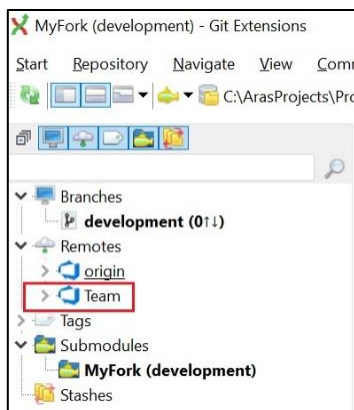 MyFork (development) - Git Extensions
Start Repository Navigate View Comm
C:\ArasProjects\Pro
Branches
development (0↑↓)
Remotes
origin
Team
Tags
Submodules
MyFork (development)
Stashes